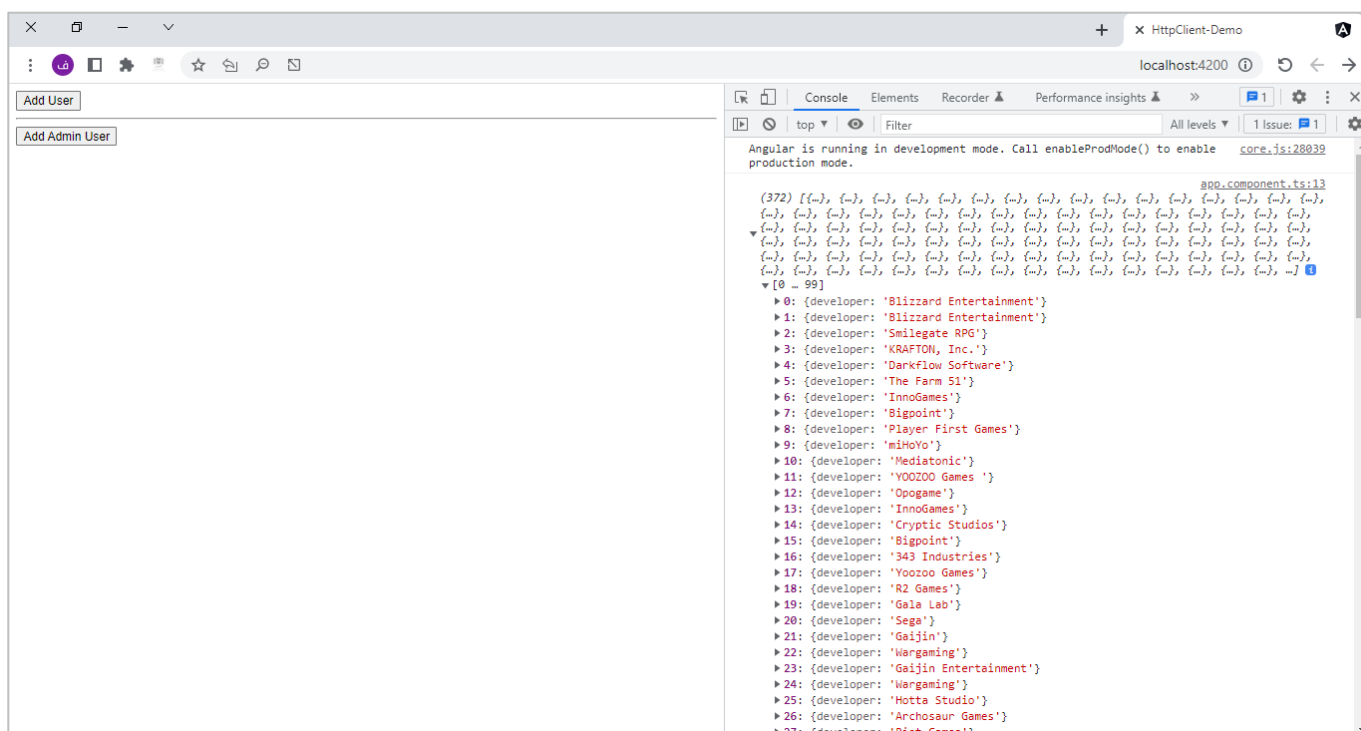 HttpClient-Demo
localhost:4200
ف
Add User
Add Admin User
Console Elements Recorder Performance insights » 1
top ▼ Filter All levels ▼ 1 Issue: 1
Angular is running in development mode. Call enableProdMode() to enable core.js:28039
production mode.
app.component.ts:13
(372) [{…}, {…}, {…}, {…}, {…}, {…}, {…}, {…}, {…}, {…}, {…}, {…}, {…}, {…}, {…}, {…}, {…},
{…}, {…}, {…}, {…}, {…}, {…}, {…}, {…}, {…}, {…}, {…}, {…}, {…}, {…}, {…}, {…}, {…},
{…}, {…}, {…}, {…}, {…}, {…}, {…}, {…}, {…}, {…}, {…}, {…}, {…}, {…}, {…}, {…}, {…},
{…}, {…}, {…}, {…}, {…}, {…}, {…}, {…}, {…}, {…}, {…}, {…}, {…}, {…}, {…}, {…}, {…},
{…}, {…}, {…}, {…}, {…}, {…}, {…}, {…}, {…}, {…}, {…}, {…}, {…}, {…}, {…}, {…}, {…},
{…}, {…}, {…}, {…}, {…}, {…}, {…}, {…}, {…}, {…}, {…}, {…}, {…}, {…}, {…}, {…}, …]
▼[0 … 99]
▶0: {developer: 'Blizzard Entertainment'}
▶1: {developer: 'Blizzard Entertainment'}
▶2: {developer: 'Smilegate RPG'}
▶3: {developer: 'KRAFTON, Inc.'}
▶4: {developer: 'Darkflow Software'}
▶5: {developer: 'The Farm 51'}
▶6: {developer: 'InnoGames'}
▶7: {developer: 'Bigpoint'}
▶8: {developer: 'Player First Games'}
▶9: {developer: 'miHoYo'}
▶10: {developer: 'Mediatonic'}
▶11: {developer: 'YOOZOO Games '}
▶12: {developer: 'Opogame'}
▶13: {developer: 'InnoGames'}
▶14: {developer: 'Cryptic Studios'}
▶15: {developer: 'Bigpoint'}
▶16: {developer: '343 Industries'}
▶17: {developer: 'Yoozoo Games'}
▶18: {developer: 'R2 Games'}
▶19: {developer: 'Gala Lab'}
▶20: {developer: 'Sega'}
▶21: {developer: 'Gaijin'}
▶22: {developer: 'Wargaming'}
▶23: {developer: 'Gaijin Entertainment'}
▶24: {developer: 'Wargaming'}
▶25: {developer: 'Hotta Studio'}
▶26: {developer: 'Archosaur Games'}